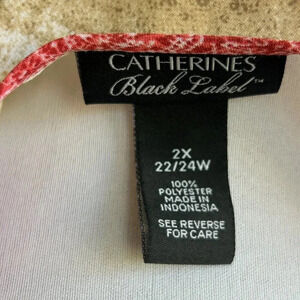 CATHERINES
Black Label™
2X
22/24W
100%
POLYESTER
MADE IN
INDONESIA
SEE REVERSE
FOR CARE